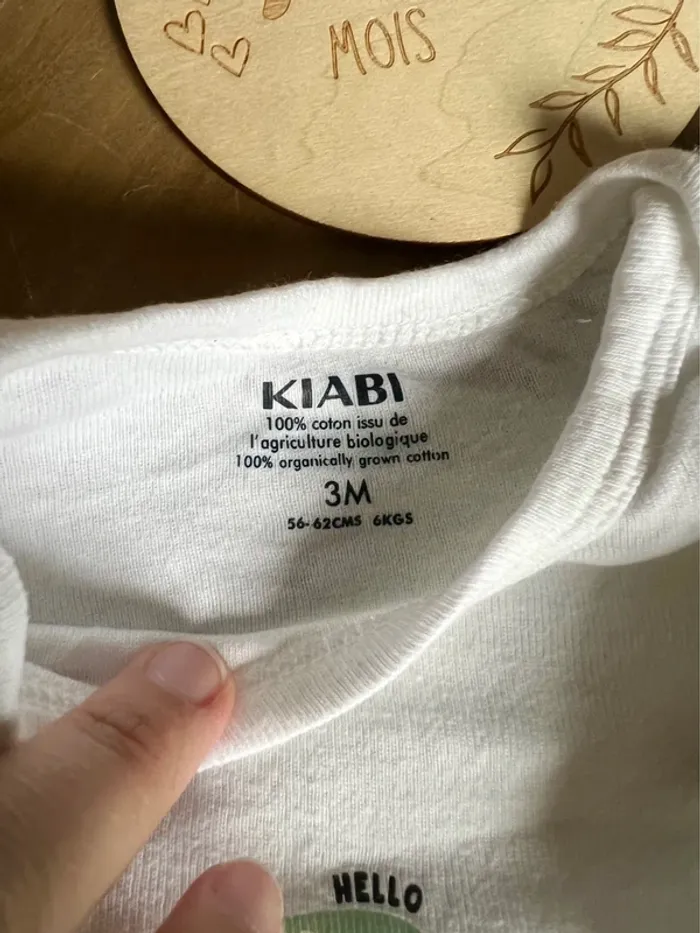 MOIS
KIABI
100% coton issu de
l'agriculture biologique
100% organically grown cotton
3M
56-62CMS 6KGS
HELLO